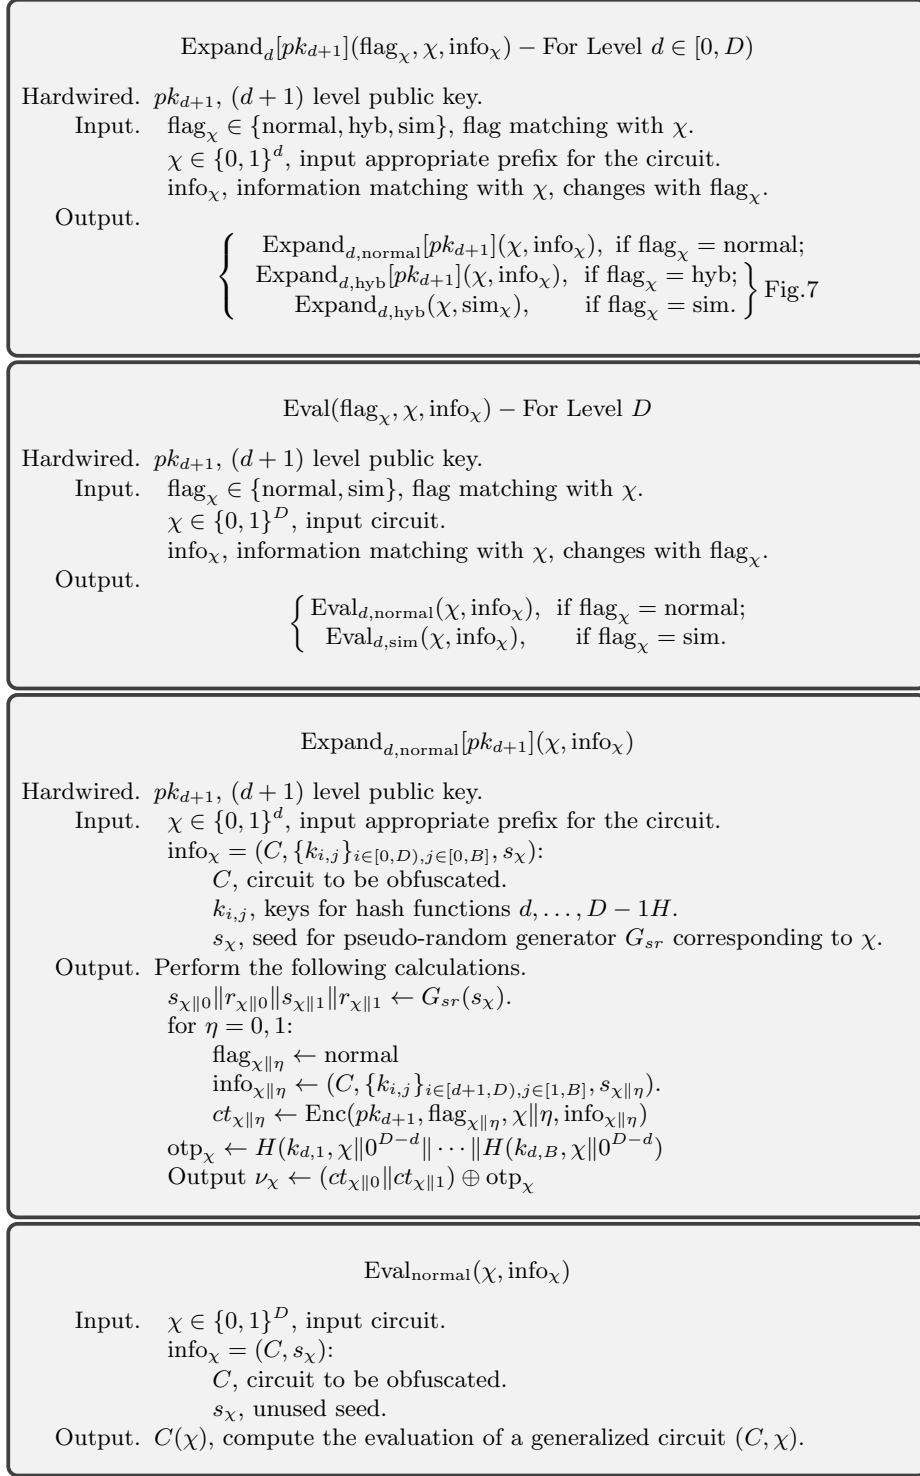 Expand_d[pk_{d+1}](flag_χ, χ, info_χ) – For Level d ∈ [0, D)
Hardwired. pk_{d+1}, (d + 1) level public key.
Input. flag_χ ∈ {normal, hyb, sim}, flag matching with χ.
χ ∈ {0, 1}^d, input appropriate prefix for the circuit.
info_χ, information matching with χ, changes with flag_χ.
Output.
{ Expand_{d,normal}[pk_{d+1}](χ, info_χ), if flag_χ = normal;
Expand_{d,hyb}[pk_{d+1}](χ, info_χ), if flag_χ = hyb;
Expand_{d,hyb}(χ, sim_χ), if flag_χ = sim. } Fig.7
Eval(flag_χ, χ, info_χ) – For Level D
Hardwired. pk_{d+1}, (d + 1) level public key.
Input. flag_χ ∈ {normal, sim}, flag matching with χ.
χ ∈ {0, 1}^D, input circuit.
info_χ, information matching with χ, changes with flag_χ.
Output.
{ Eval_{d,normal}(χ, info_χ), if flag_χ = normal;
Eval_{d,sim}(χ, info_χ), if flag_χ = sim.
Expand_{d,normal}[pk_{d+1}](χ, info_χ)
Hardwired. pk_{d+1}, (d + 1) level public key.
Input. χ ∈ {0, 1}^d, input appropriate prefix for the circuit.
info_χ = (C, {k_{i,j}}_{i∈[0,D),j∈[0,B]}, s_χ):
C, circuit to be obfuscated.
k_{i,j}, keys for hash functions d, . . . , D − 1H.
s_χ, seed for pseudo-random generator G_{sr} corresponding to χ.
Output. Perform the following calculations.
s_{χ∥0}∥r_{χ∥0}∥s_{χ∥1}∥r_{χ∥1} ← G_{sr}(s_χ).
for η = 0, 1:
flag_{χ∥η} ← normal
info_{χ∥η} ← (C, {k_{i,j}}_{i∈[d+1,D),j∈[1,B]}, s_{χ∥η}).
ct_{χ∥η} ← Enc(pk_{d+1}, flag_{χ∥η}, χ∥η, info_{χ∥η})
otp_χ ← H(k_{d,1}, χ∥0^{D−d}∥ · · · ∥H(k_{d,B}, χ∥0^{D−d})
Output ν_χ ← (ct_{χ∥0}∥ct_{χ∥1}) ⊕ otp_χ
Eval_{normal}(χ, info_χ)
Input. χ ∈ {0, 1}^D, input circuit.
info_χ = (C, s_χ):
C, circuit to be obfuscated.
s_χ, unused seed.
Output. C(χ), compute the evaluation of a generalized circuit (C, χ).